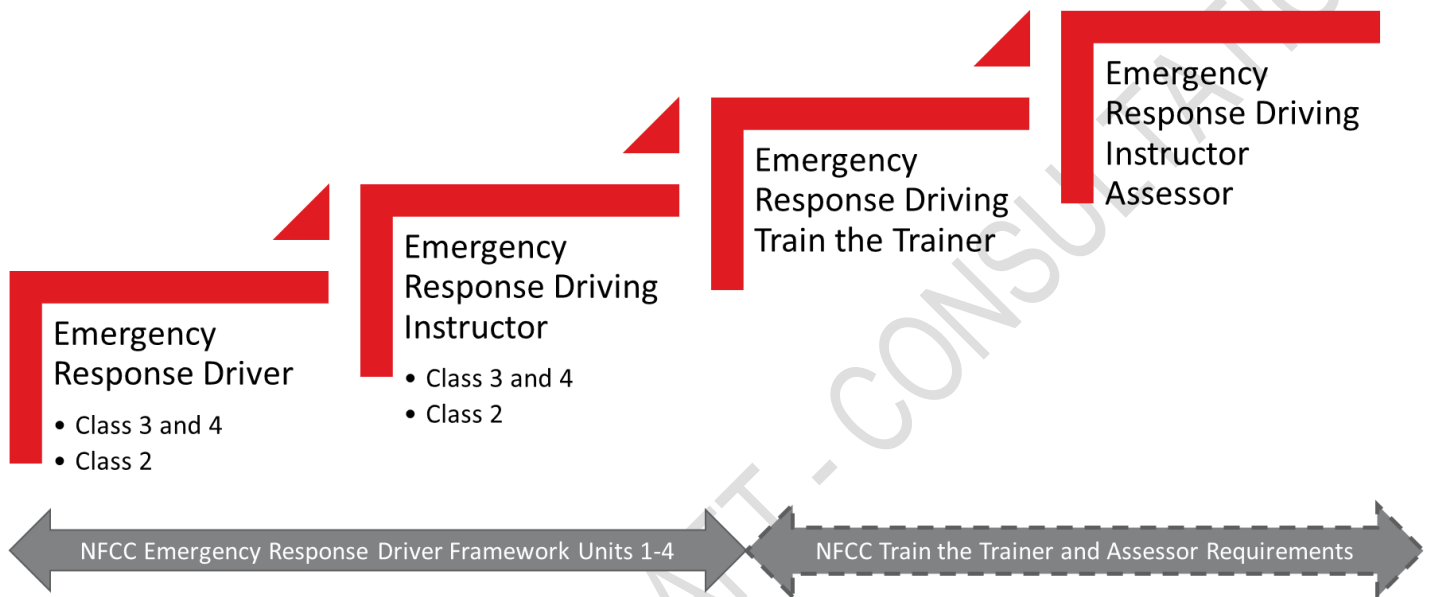 Emergency
Response Driver
• Class 3 and 4
• Class 2
Emergency
Response Driving
Instructor
• Class 3 and 4
• Class 2
Emergency
Response Driving
Train the Trainer
Emergency
Response Driving
Instructor
Assessor
NFCC Emergency Response Driver Framework Units 1-4
NFCC Train the Trainer and Assessor Requirements
- CONSULTATIO